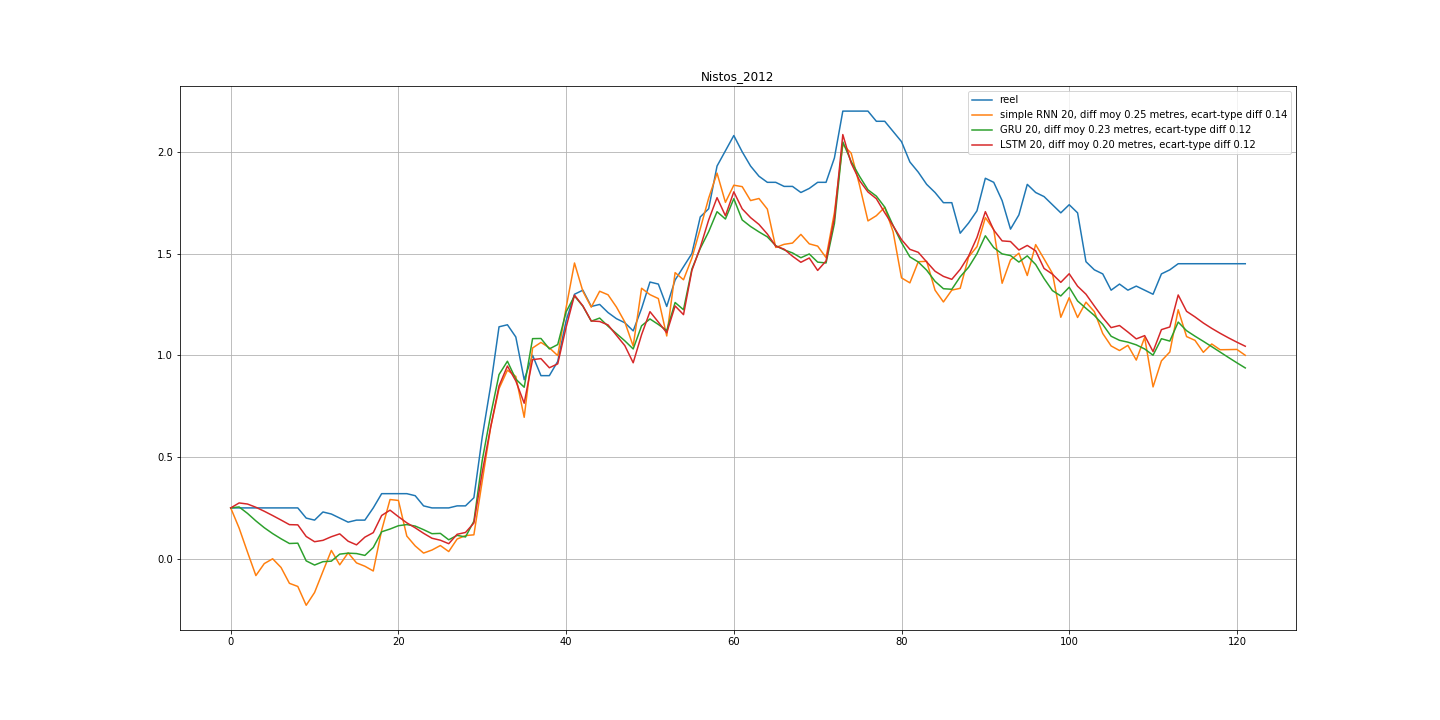 Nistos_2012
reel
simple RNN 20, diff moy 0.25 metres, ecart-type diff 0.14
GRU 20, diff moy 0.23 metres, ecart-type diff 0.12
LSTM 20, diff moy 0.20 metres, ecart-type diff 0.12
2.0
1.5
1.0
0.5
0.0
0 20 40 60 80 100 120